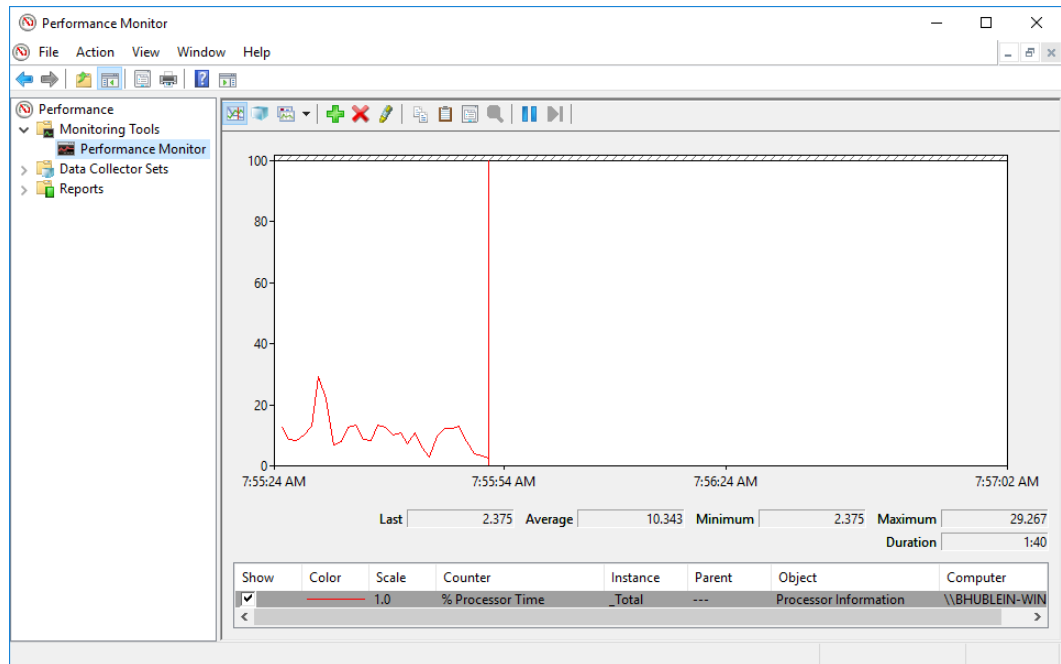 Performance Monitor
File Action View Window Help
Performance
Monitoring Tools
Performance Monitor
Data Collector Sets
Reports
100
80
60
40
20
0
7:55:24 AM 7:55:54 AM 7:56:24 AM 7:57:02 AM
Last 2.375 Average 10.343 Minimum 2.375 Maximum 29.267
Duration 1:40
Show Color Scale Counter Instance Parent Object Computer
1.0 % Processor Time _Total --- Processor Information \\BHUBLEIN-WIN